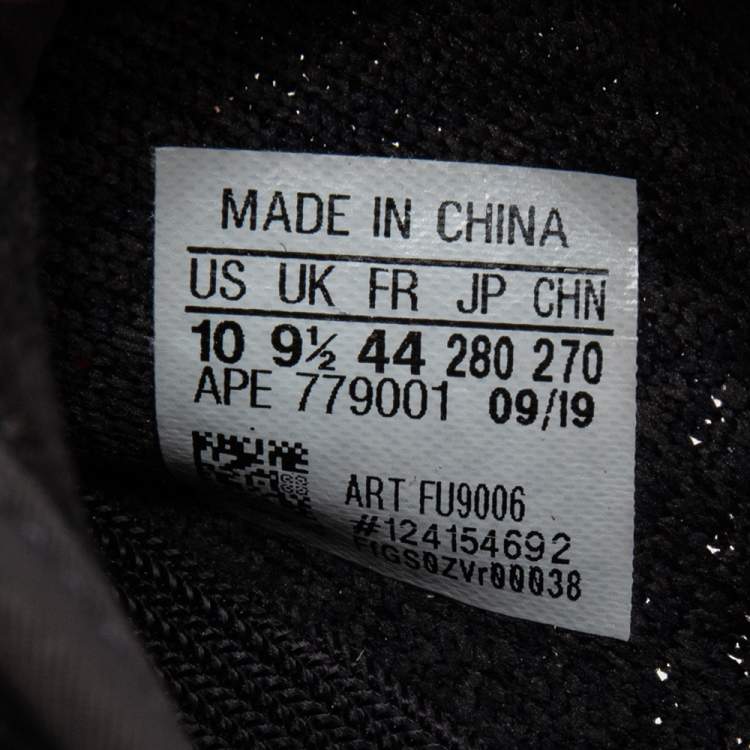 MADE IN CHINA
US UK FR JP CHN
10 9½ 44 280 270
APE 779001 09/19
ART FU9006
#124154692